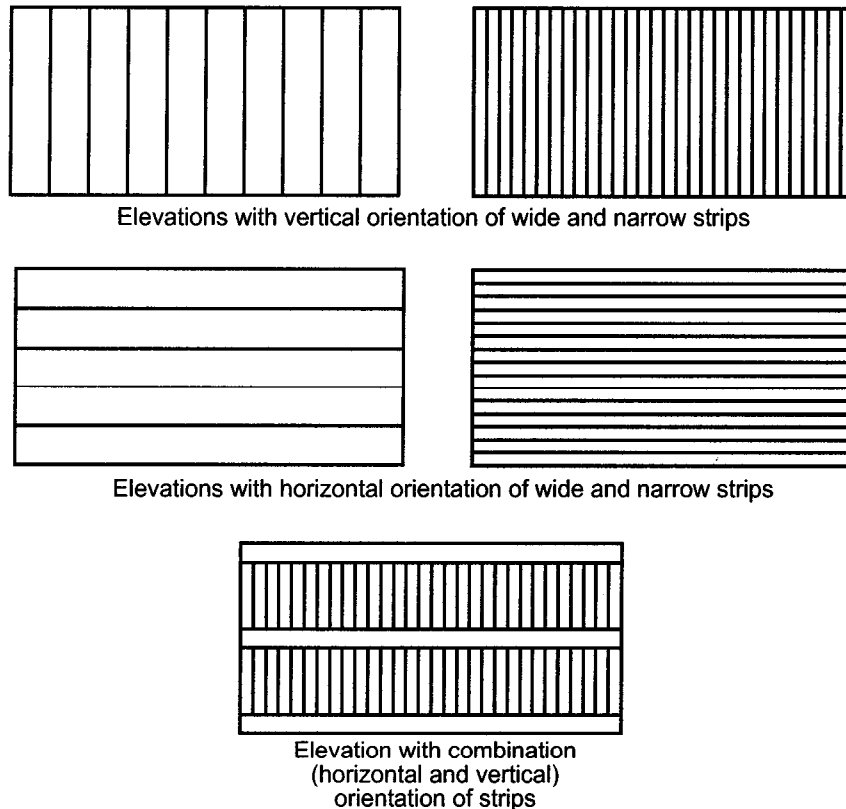 Elevations with vertical orientation of wide and narrow strips
Elevations with horizontal orientation of wide and narrow strips
Elevation with combination
(horizontal and vertical)
orientation of strips